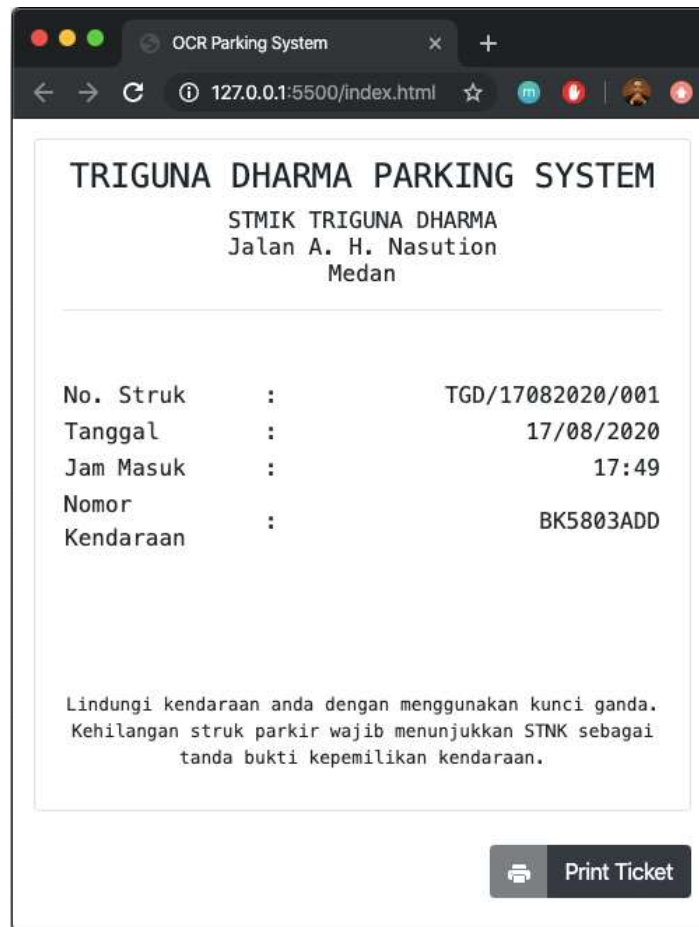 OCR Parking System
127.0.0.1:5500/index.html
m
TRIGUNA DHARMA PARKING SYSTEM
STMIK TRIGUNA DHARMA
Jalan A. H. Nasution
Medan
No. Struk : TGD/17082020/001
Tanggal : 17/08/2020
Jam Masuk : 17:49
Nomor
Kendaraan : BK5803ADD
Lindungi kendaraan anda dengan menggunakan kunci ganda.
Kehilangan struk parkir wajib menunjukkan STNK sebagai
tanda bukti kepemilikan kendaraan.
Print Ticket